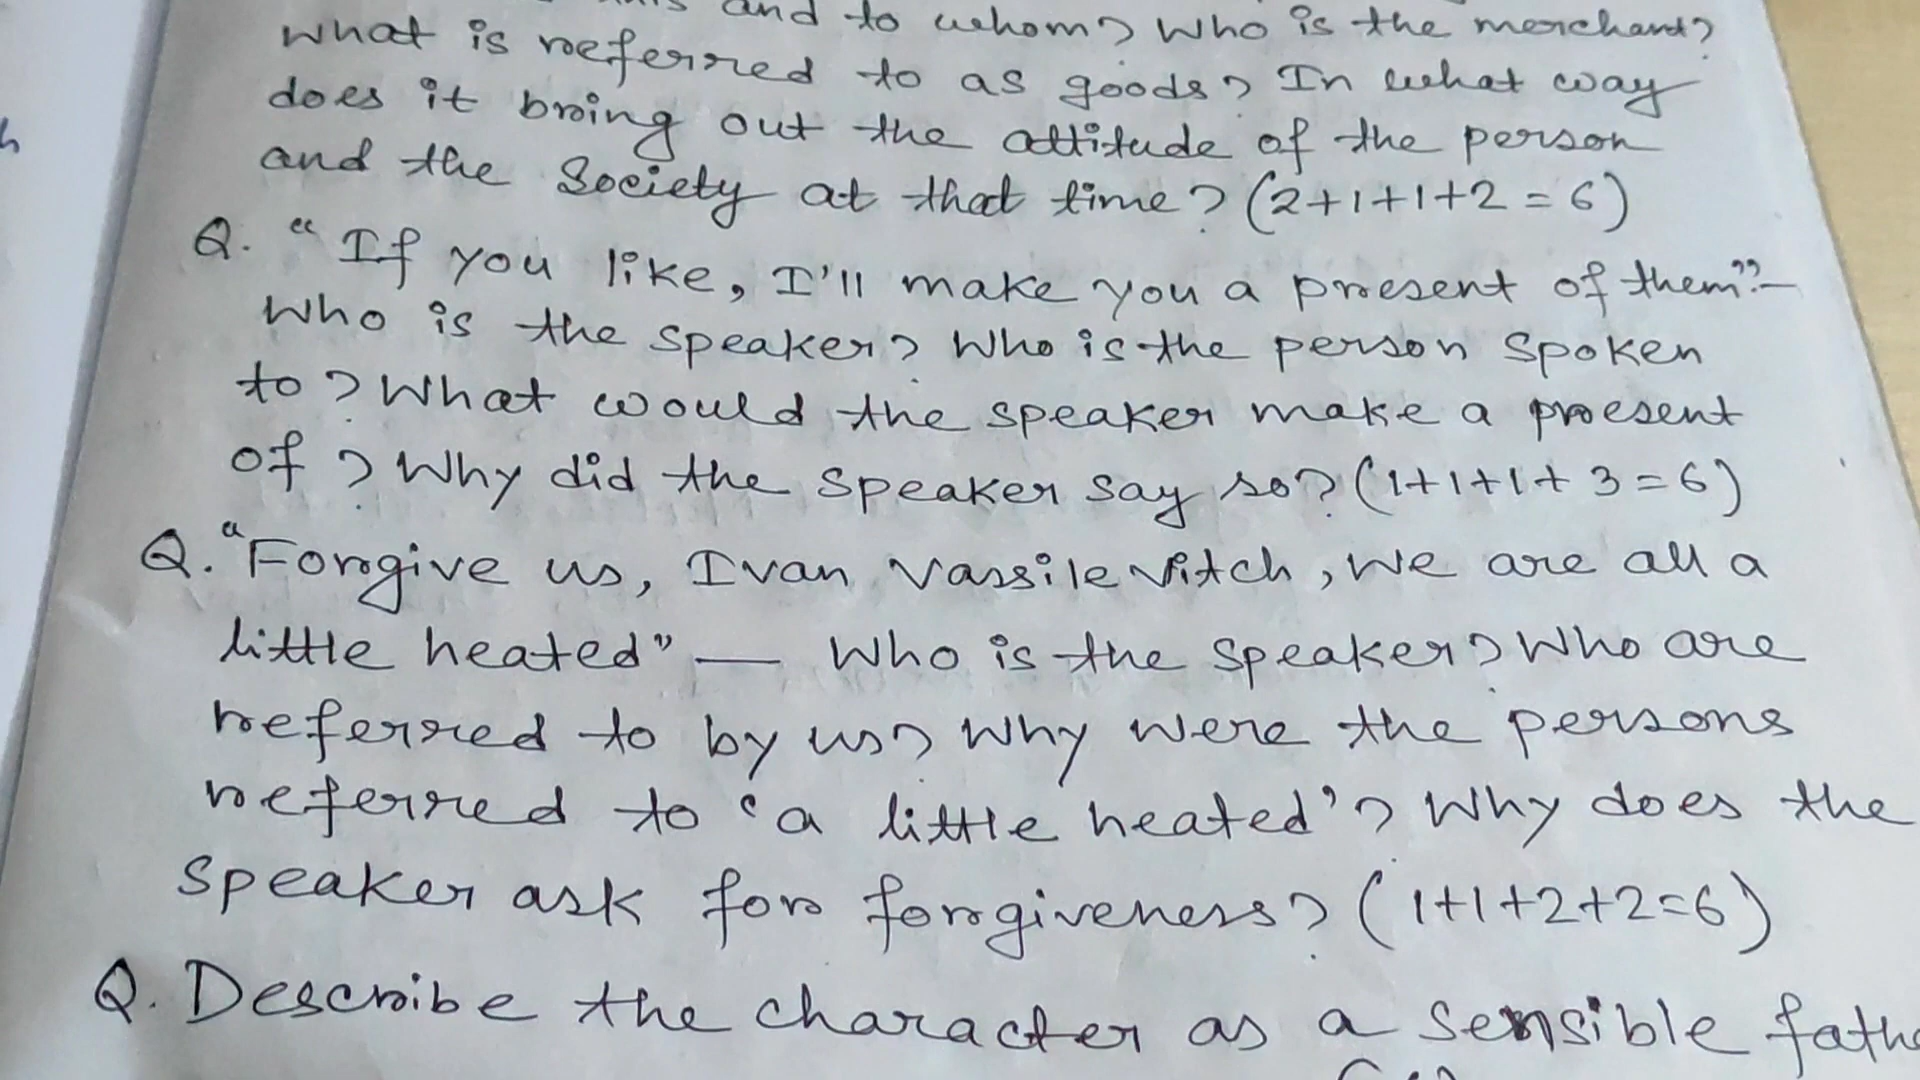 and to whom? Who is the merchant?
what is referred to as goods? In what way
does it bring out the attitude of the person
and the Society at that time? (2+1+1+2=6)
Q. "If you like, I'll make you a present of them"-
Who is the speaker? Who is the person spoken
to? What would the speaker make a present
of? Why did the speaker say so? (1+1+1+3=6)
Q. "Forgive us, Ivan Vassilevitch, we are all a
little heated" — Who is the speaker? Who are
referred to by us? Why were the persons
referred to 'a little heated'? Why does the
speaker ask for forgiveness? (1+1+2+2=6)
Q. Describe the character as a sensible fathe